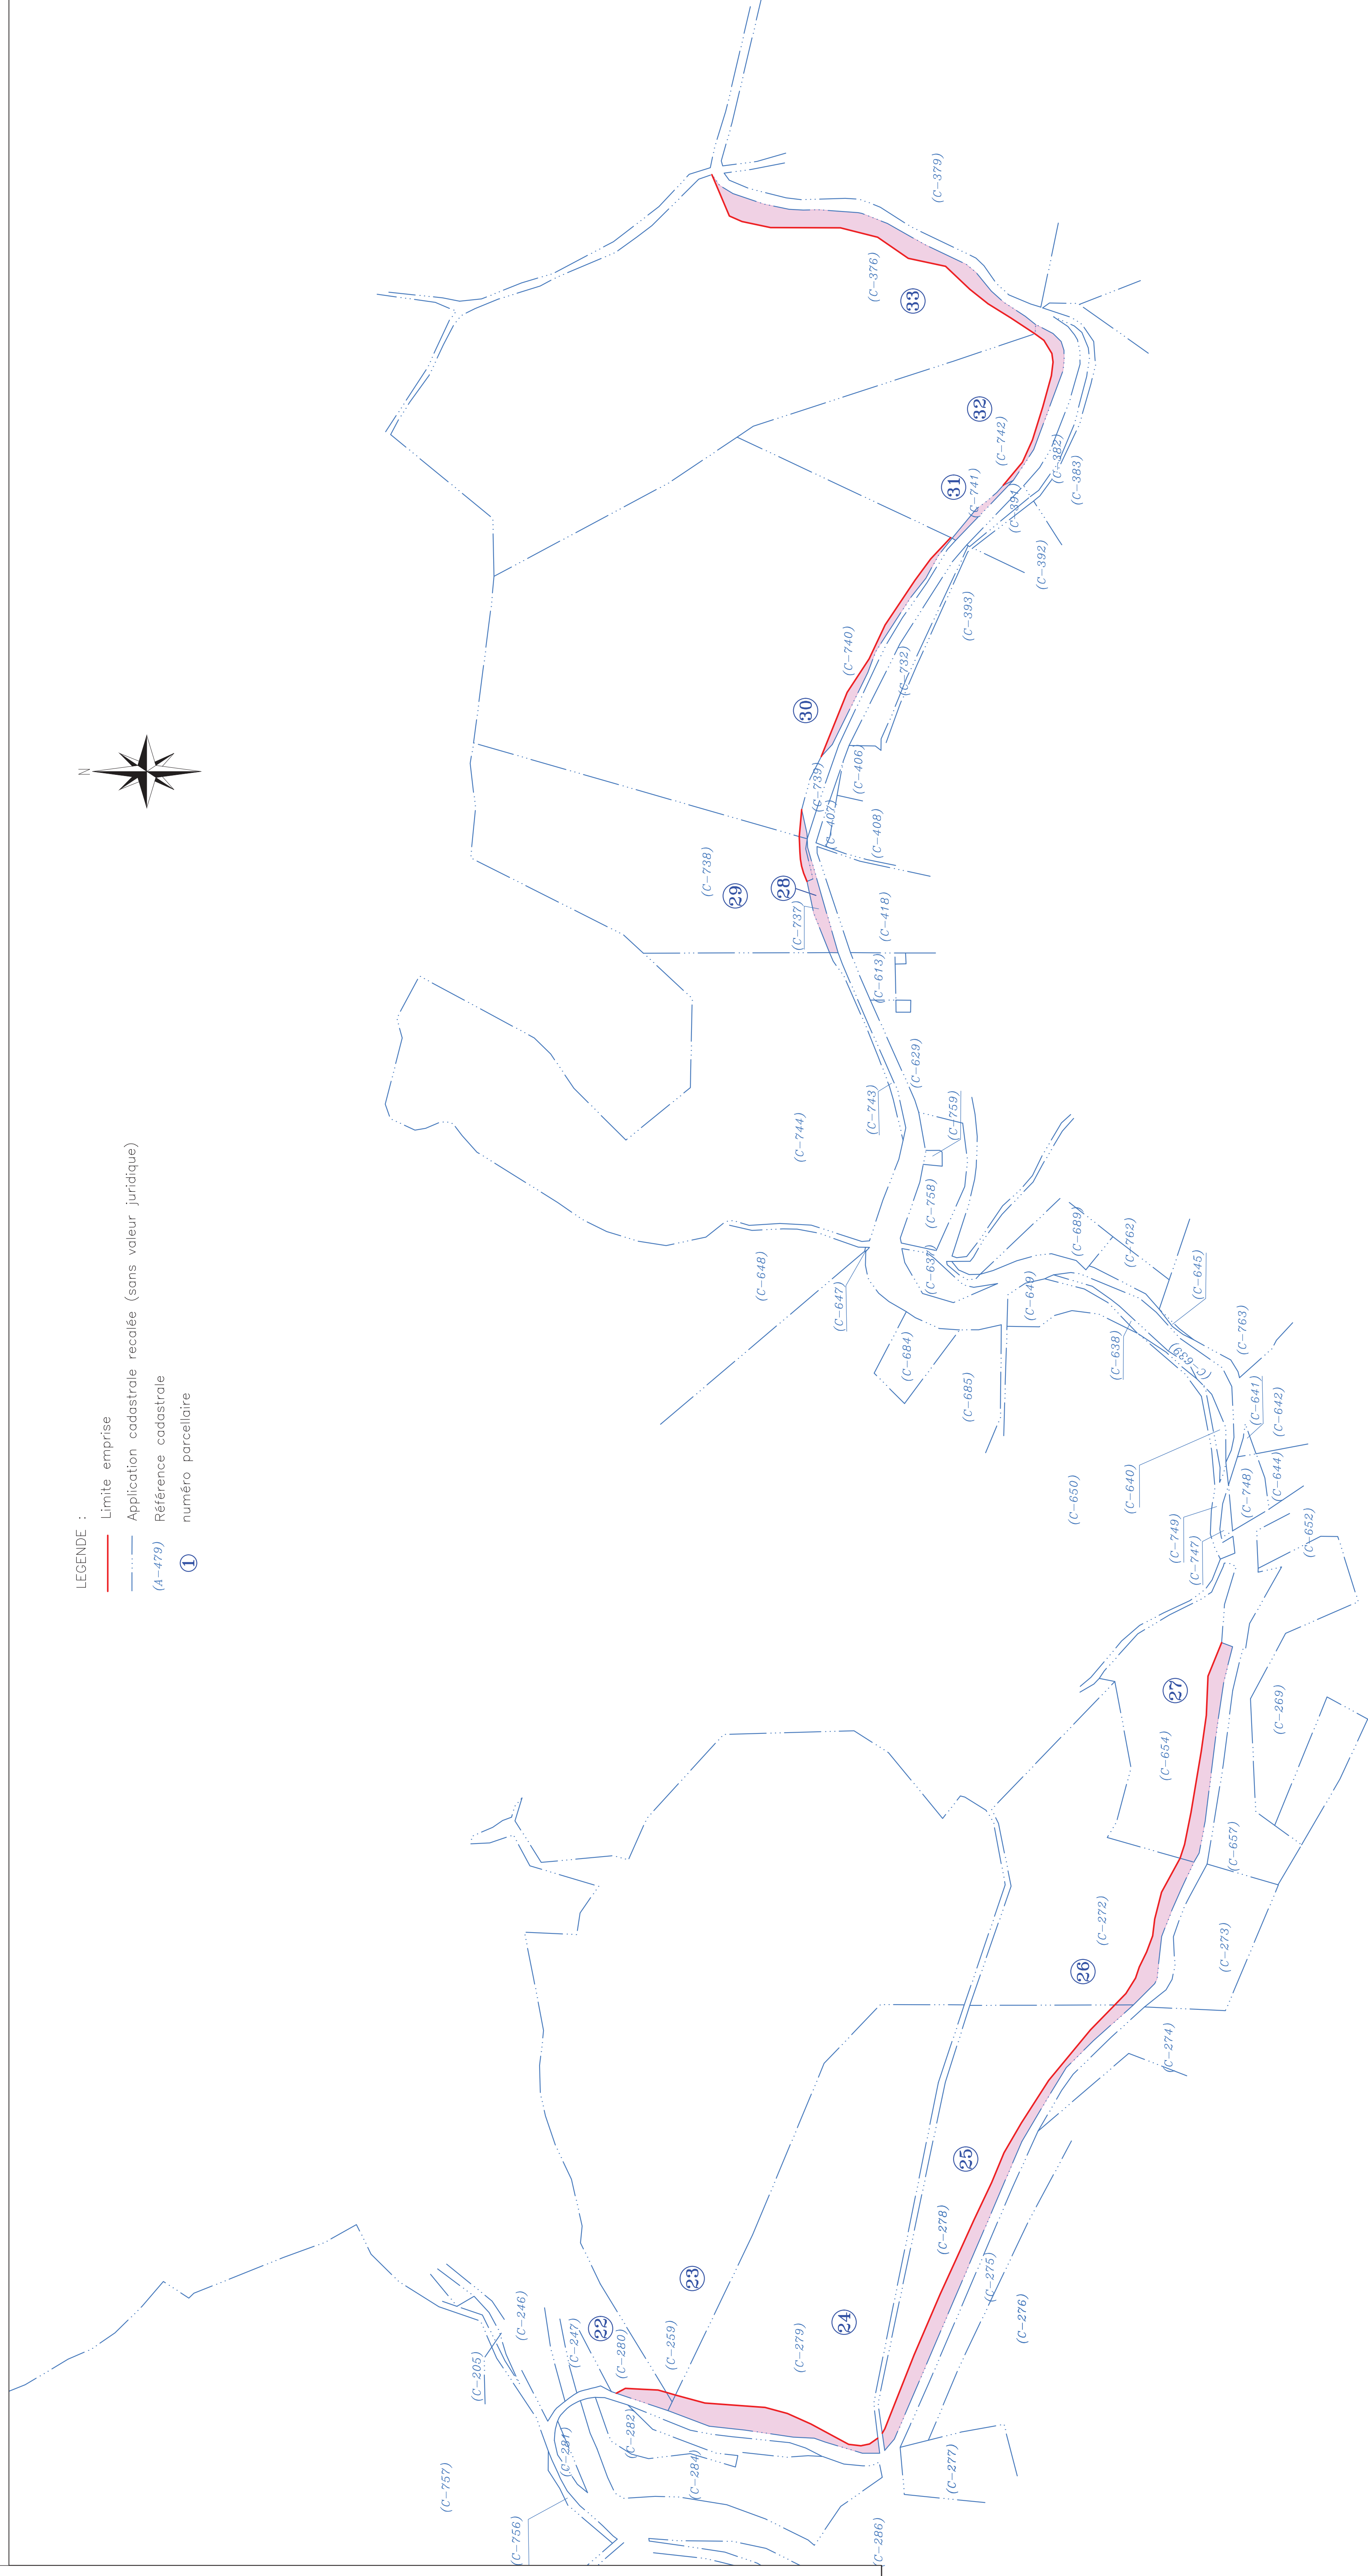 N
LEGENDE :
Limite emprise
Application cadastrale recalée (sans valeur juridique)
(A-479)
Référence cadastrale
1
numéro parcellaire
(C-757)
(C-756)
(C-205)
(C-246)
(C-247)
22
(C-280)
(C-281)
(C-282)
(C-284)
(C-286)
(C-259)
23
(C-279)
24
(C-277)
(C-278)
25
(C-275)
(C-276)
(C-274)
26
(C-272)
(C-273)
(C-657)
(C-654)
27
(C-269)
(C-652)
(C-747)
(C-749)
(C-748)
(C-644)
(C-640)
(C-650)
(C-641)
(C-642)
(C-639)
(C-638)
(C-763)
(C-645)
(C-762)
(C-689)
(C-649)
(C-685)
(C-684)
(C-647)
(C-648)
(C-637)
(C-758)
(C-759)
(C-744)
(C-743)
(C-629)
(C-613)
(C-418)
(C-737)
28
29
(C-738)
(C-739)
(C-407)
(C-408)
(C-406)
30
(C-740)
(C-732)
(C-393)
(C-392)
(C-391)
31
(C-741)
(C-742)
32
(C-382)
(C-383)
33
(C-376)
(C-379)